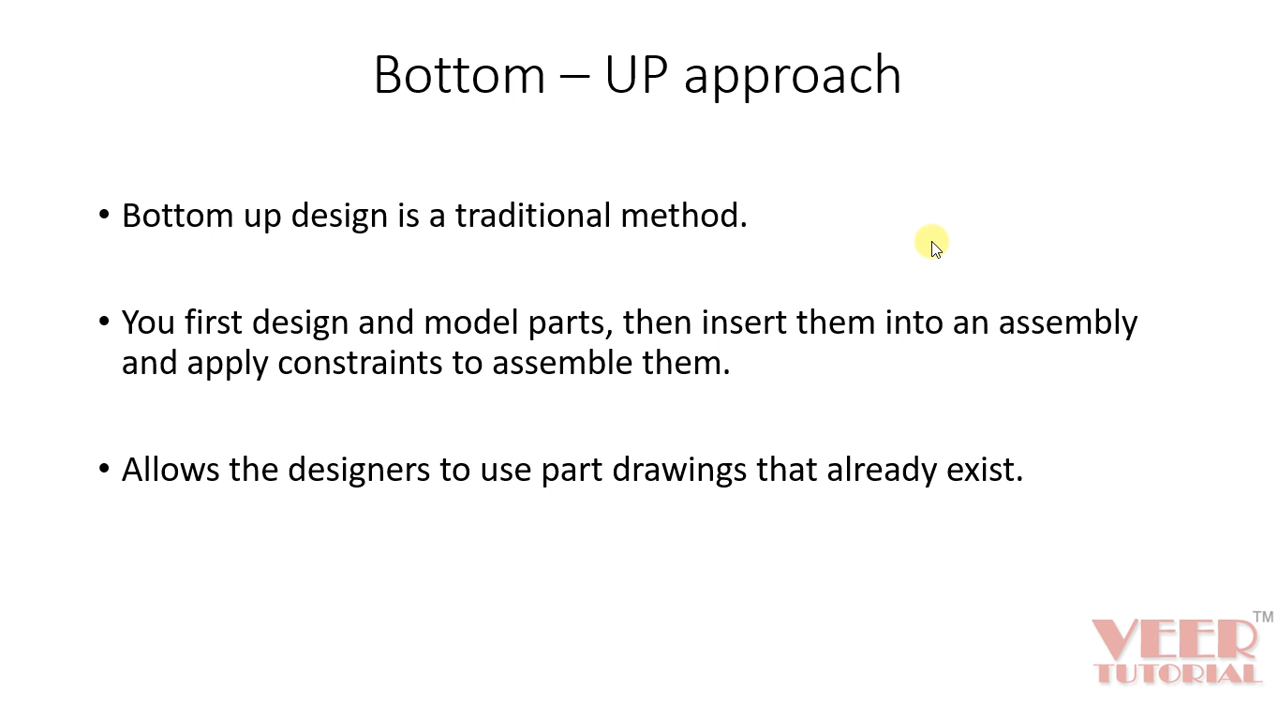 Bottom – UP approach
• Bottom up design is a traditional method.
• You first design and model parts, then insert them into an assembly
and apply constraints to assemble them.
• Allows the designers to use part drawings that already exist.
VEER TM
TUTORIAL